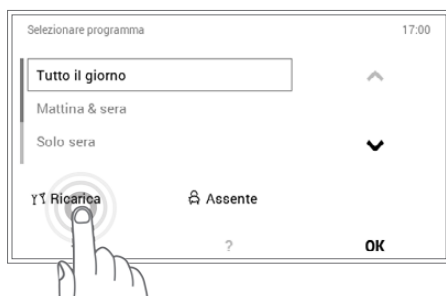 Selezionare programma 17:00
Tutto il giorno
Mattina & sera
Solo sera
Ricarica Assente
? OK